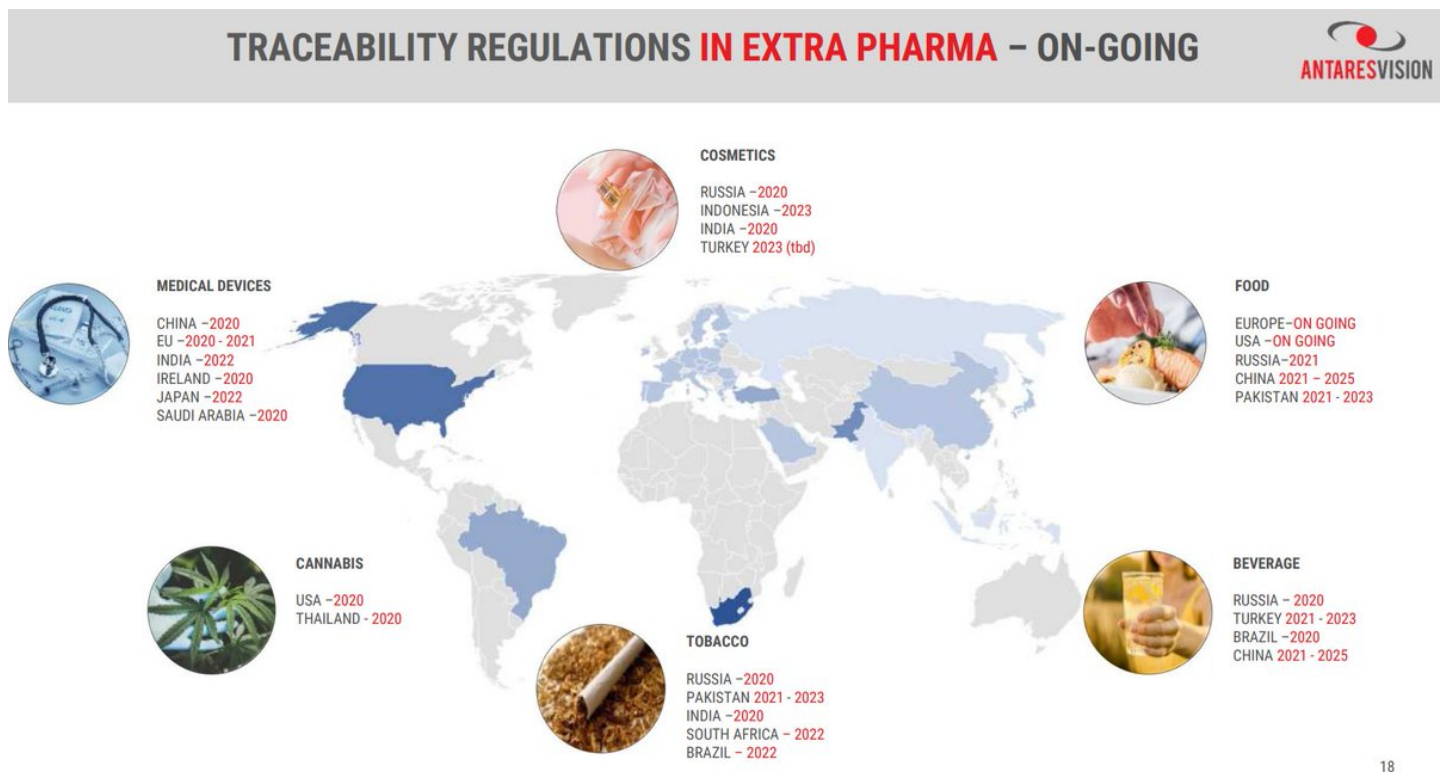 TRACEABILITY REGULATIONS IN EXTRA PHARMA – ON-GOING
ANTARESVISION
COSMETICS
RUSSIA –2020
INDONESIA –2023
INDIA –2020
TURKEY 2023 (tbd)
MEDICAL DEVICES
CHINA –2020
EU –2020 - 2021
INDIA –2022
IRELAND –2020
JAPAN –2022
SAUDI ARABIA –2020
FOOD
EUROPE–ON GOING
USA –ON GOING
RUSSIA–2021
CHINA 2021 – 2025
PAKISTAN 2021 - 2023
CANNABIS
USA –2020
THAILAND - 2020
TOBACCO
RUSSIA –2020
PAKISTAN 2021 - 2023
INDIA –2020
SOUTH AFRICA – 2022
BRAZIL – 2022
BEVERAGE
RUSSIA – 2020
TURKEY 2021 - 2023
BRAZIL –2020
CHINA 2021 - 2025
18